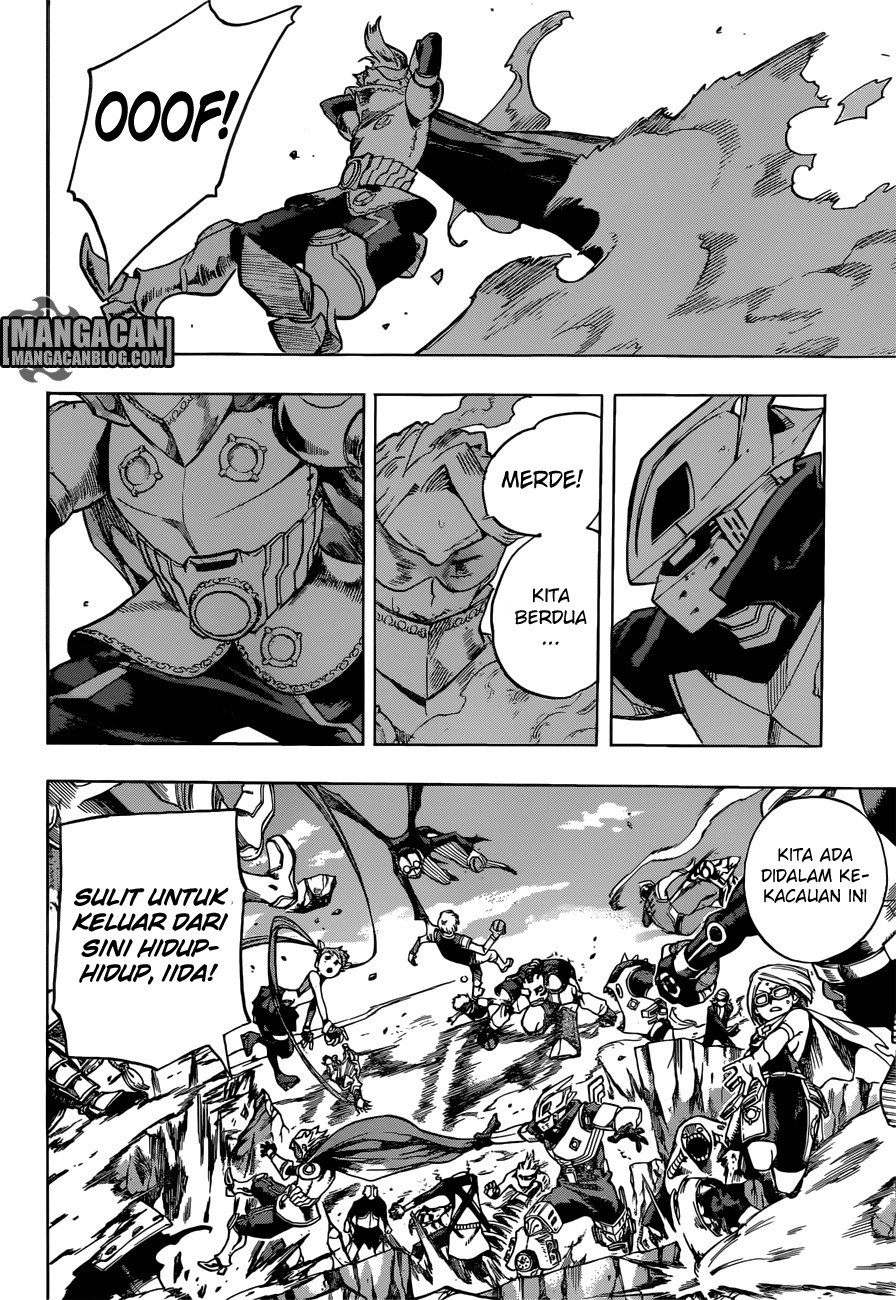 OOOF!
MANGACAN
MANGACANBLOG.COM
MERDE!
KITA
BERDUA
...
KITA ADA
DIDALAM KE-
KACAUAN INI
SULIT UNTUK
KELUAR DARI
SINI HIDUP-
HIDUP, IIDA!